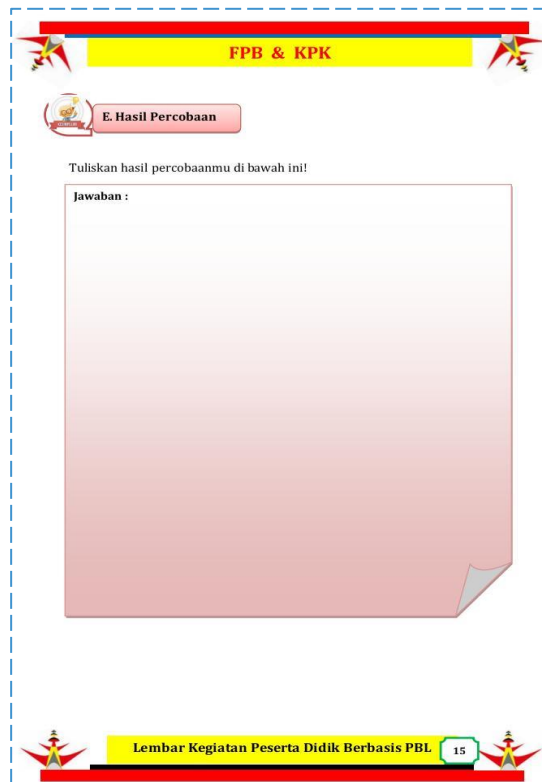 FPB & KPK
E. Hasil Percobaan
Tuliskan hasil percobaanmu di bawah ini!
Jawaban :
Lembar Kegiatan Peserta Didik Berbasis PBL
15